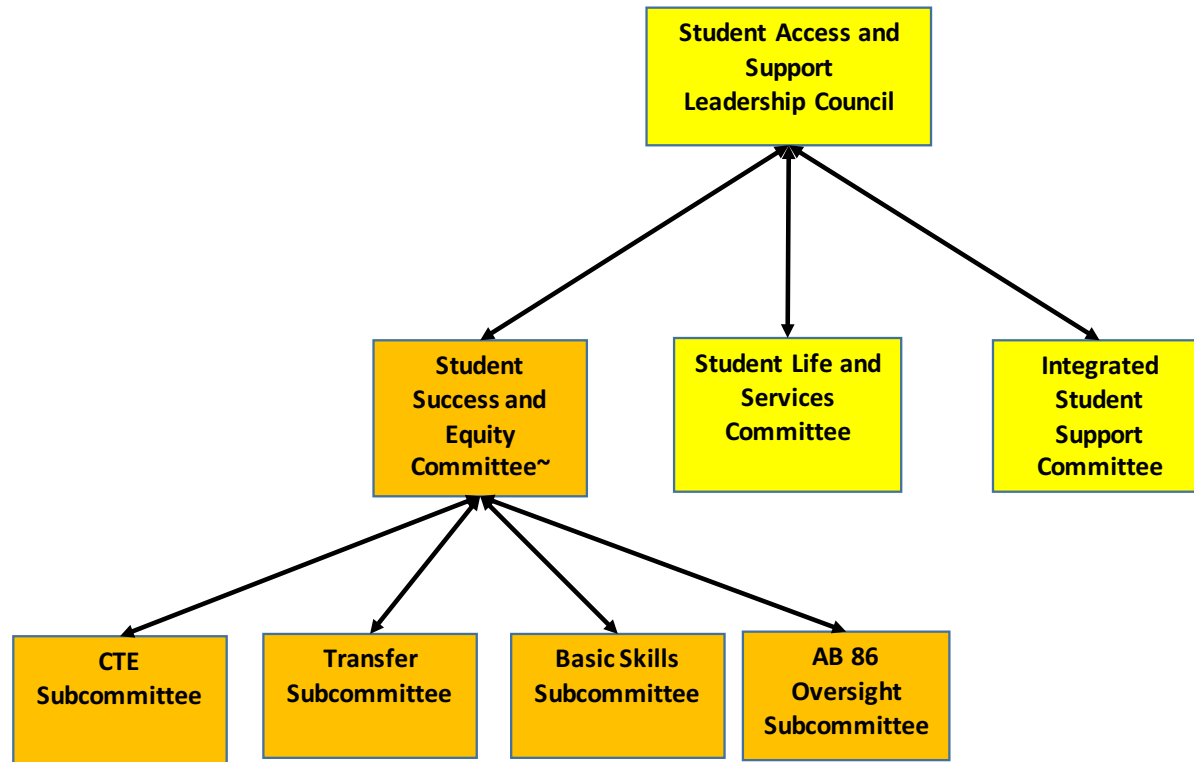 Student Access and
Support
Leadership Council
Student
Success and
Equity
Committee~
Student Life and
Services
Committee
Integrated
Student
Support
Committee
CTE
Subcommittee
Transfer
Subcommittee
Basic Skills
Subcommittee
AB 86
Oversight
Subcommittee